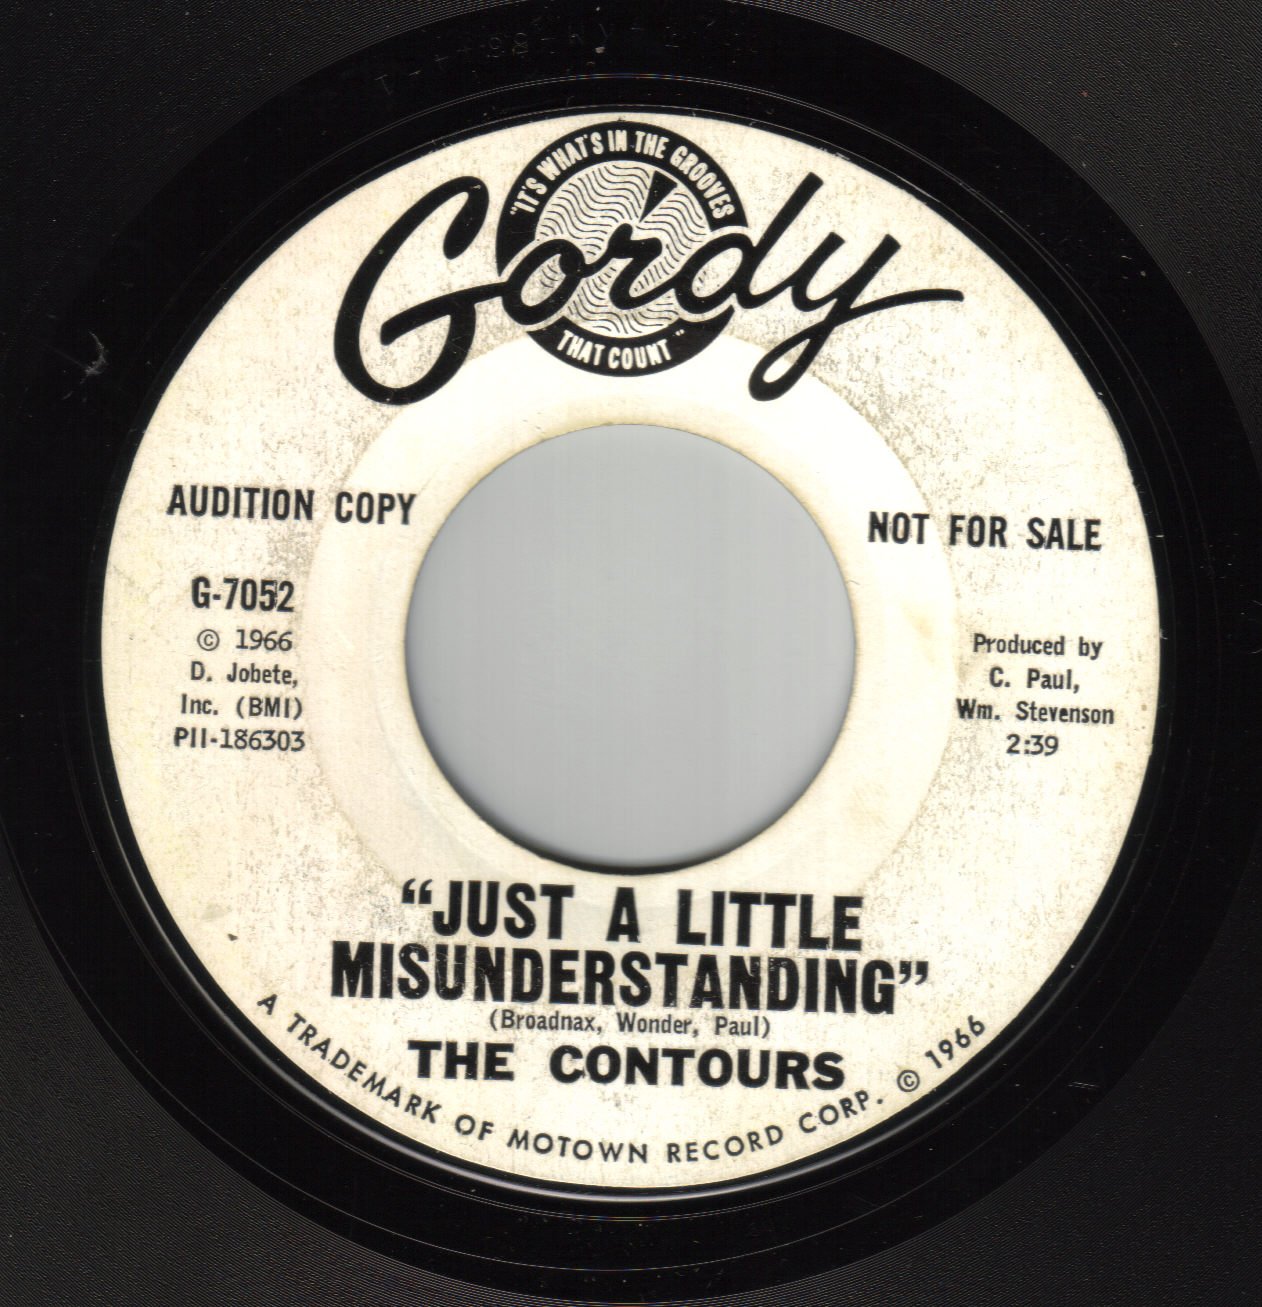 "IT'S WHAT'S IN THE GROOVES
Gordy
THAT COUNT"
AUDITION COPY
NOT FOR SALE
G-7052
© 1966
D. Jobete,
Inc. (BMI)
PII-186303
Produced by
C. Paul,
Wm. Stevenson
2:39
"JUST A LITTLE
MISUNDERSTANDING"
(Broadnax, Wonder, Paul)
THE CONTOURS
A TRADEMARK OF MOTOWN RECORD CORP. © 1966